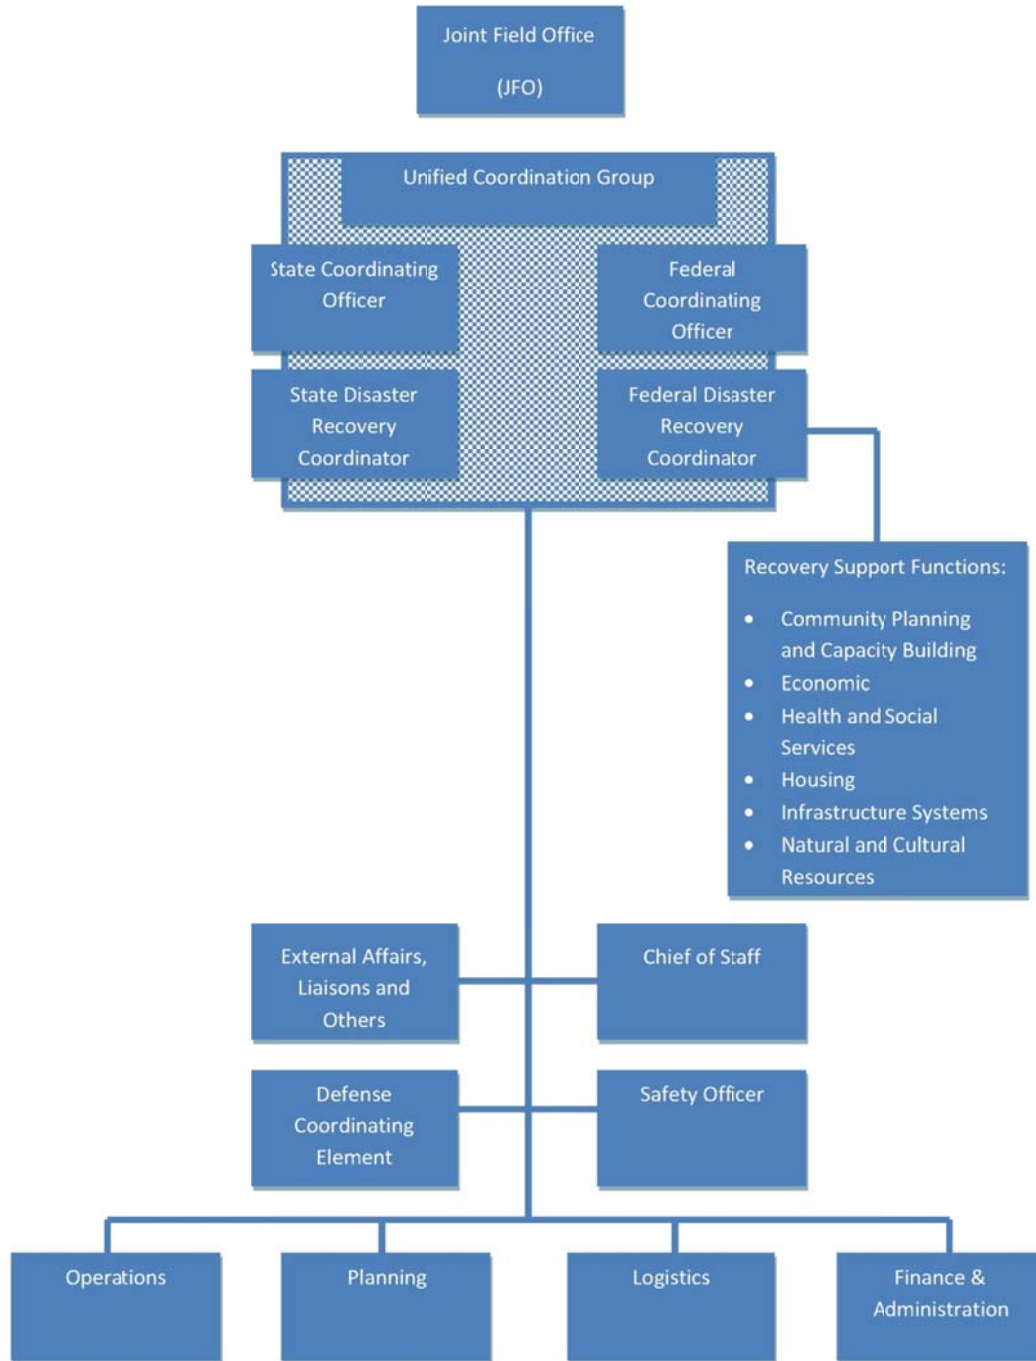 Joint Field Office
(JFO)
Unified Coordination Group
State Coordinating
Officer
Federal
Coordinating
Officer
State Disaster
Recovery
Coordinator
Federal Disaster
Recovery
Coordinator
Recovery Support Functions:
• Community Planning
and Capacity Building
• Economic
• Health and Social
Services
• Housing
• Infrastructure Systems
• Natural and Cultural
Resources
External Affairs,
Liaisons and
Others
Chief of Staff
Defense
Coordinating
Element
Safety Officer
Operations
Planning
Logistics
Finance &
Administration